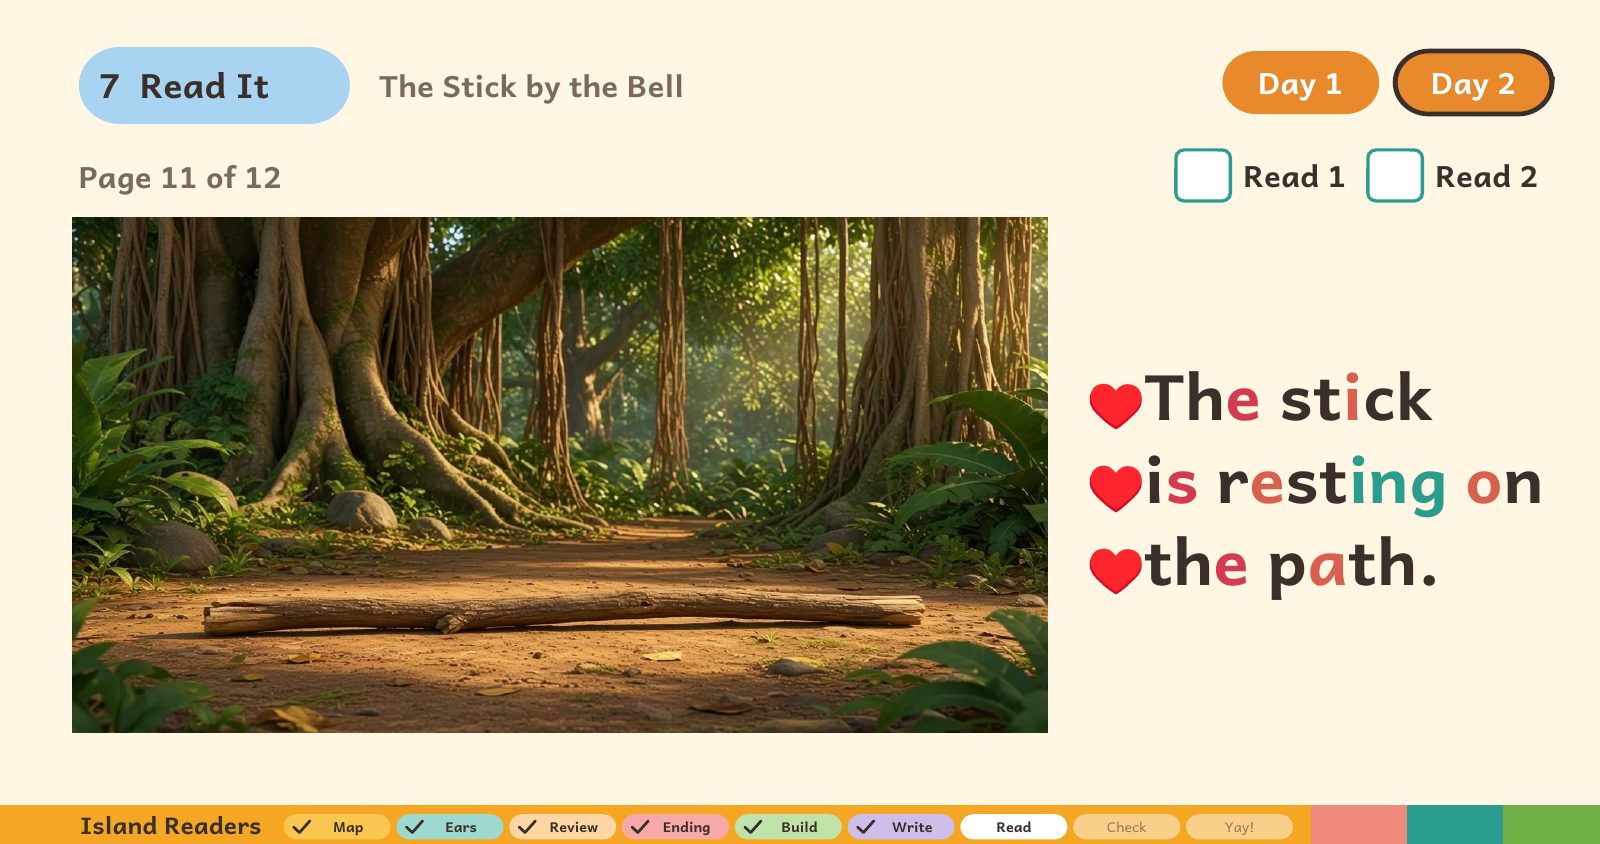 7 Read It
The Stick by the Bell
Day 1
Day 2
Page 11 of 12
Read 1
Read 2
The stick
is resting on
the path.
Island Readers
Map
Ears
Review
Ending
Build
Write
Read
Check
Yay!